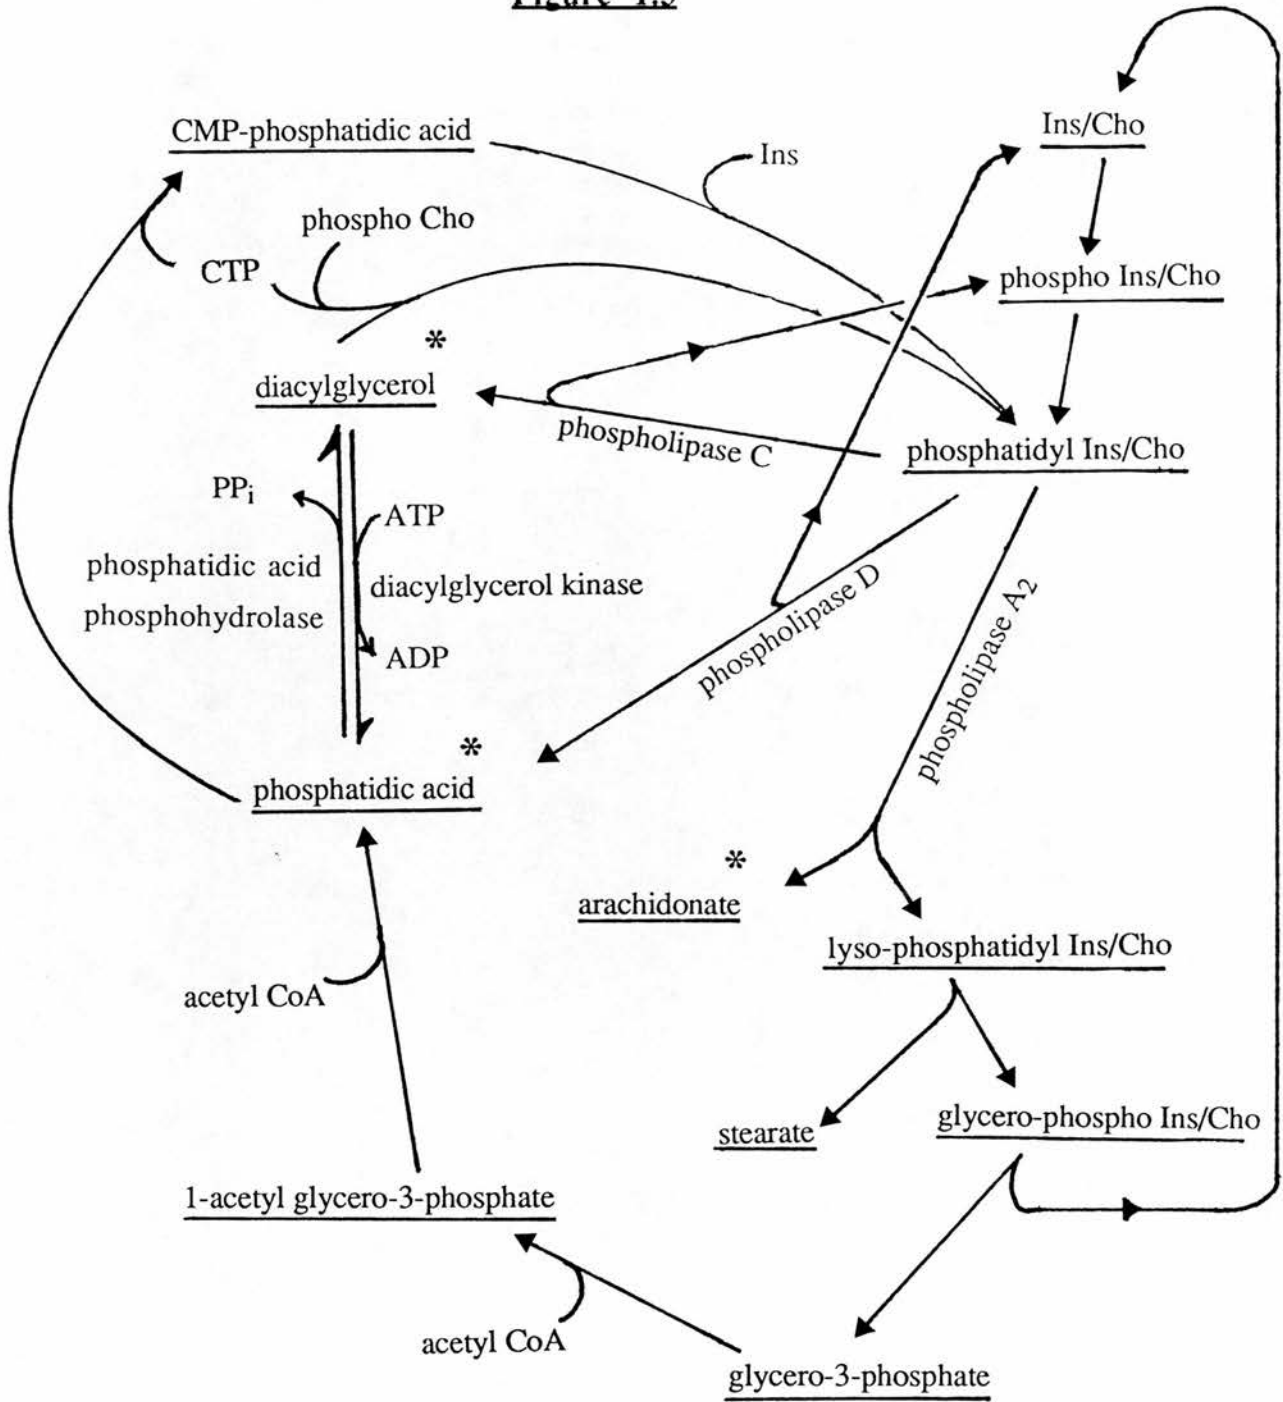 Figure 1.3
CMP-phosphatidic acid
Ins
Ins/Cho
phospho Cho
CTP
phospho Ins/Cho
*
diacylglycerol
phospholipase C
phosphatidyl Ins/Cho
PPi
ATP
phosphatidic acid
phosphohydrolase
diacylglycerol kinase
ADP
phospholipase D
phospholipase A2
*
phosphatidic acid
*
arachidonate
lyso-phosphatidyl Ins/Cho
acetyl CoA
stearate
glycero-phospho Ins/Cho
1-acetyl glycero-3-phosphate
acetyl CoA
glycero-3-phosphate